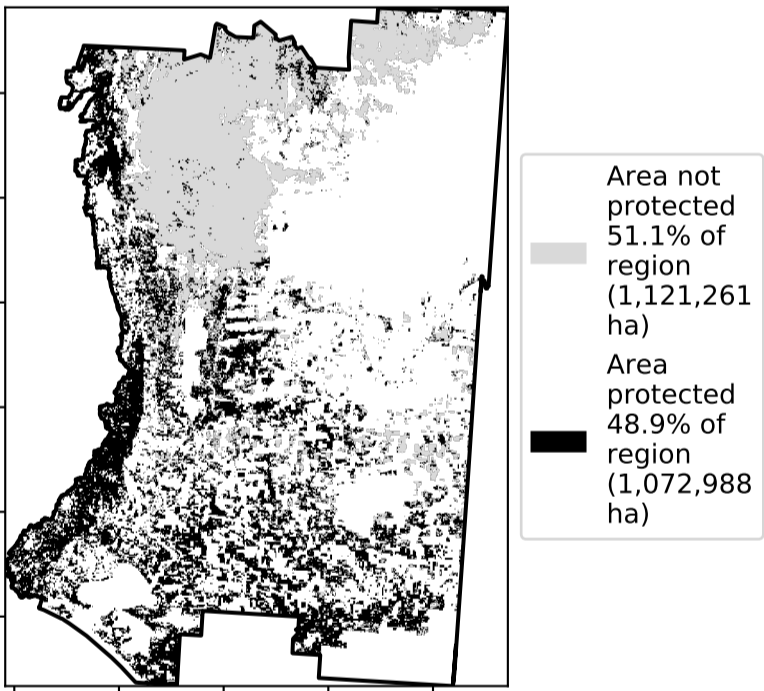 Area not
protected
51.1% of
region
(1,121,261
ha)
Area
protected
48.9% of
region
(1,072,988
ha)